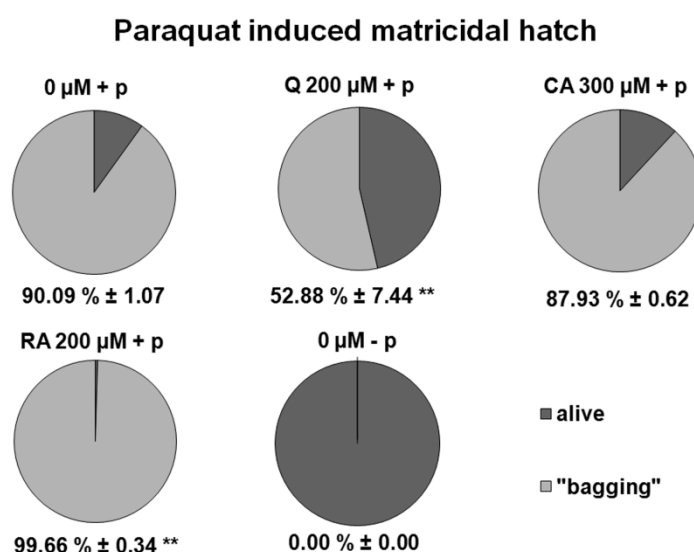 Paraquat induced matricidal hatch
0 µM + p
Q 200 µM + p
CA 300 µM + p
90.09 % ± 1.07
52.88 % ± 7.44 **
87.93 % ± 0.62
RA 200 µM + p
0 µM - p
alive
"bagging"
99.66 % ± 0.34 **
0.00 % ± 0.00